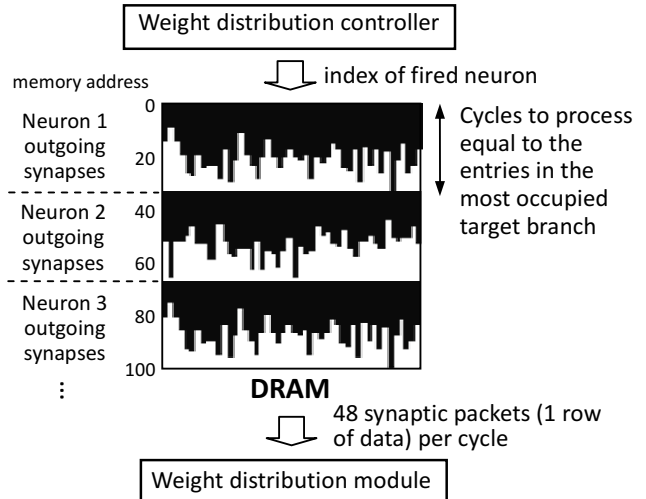 Weight distribution controller
memory address
index of fired neuron
0
Neuron 1
outgoing
synapses
20
Cycles to process
equal to the
entries in the
most occupied
target branch
Neuron 2
outgoing
synapses
40
60
Neuron 3
outgoing
synapses
80
100
⋮
DRAM
48 synaptic packets (1 row
of data) per cycle
Weight distribution module